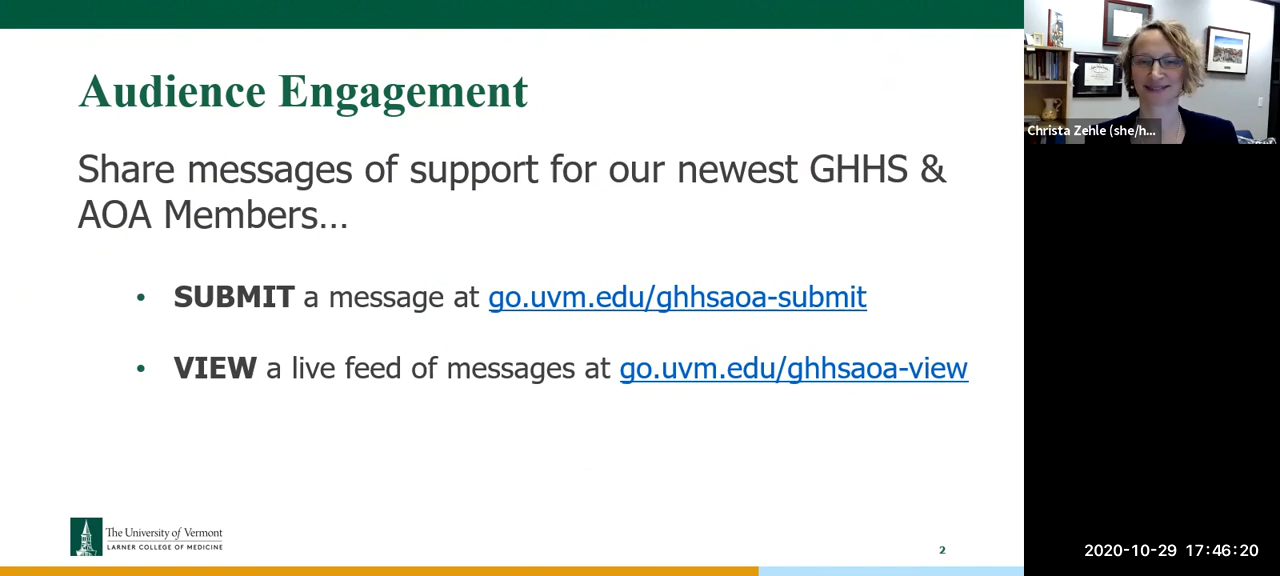 Audience Engagement
Share messages of support for our newest GHHS &
AOA Members...
• SUBMIT a message at go.uvm.edu/ghhsaoa-submit
• VIEW a live feed of messages at go.uvm.edu/ghhsaoa-view
The University of Vermont
LARNER COLLEGE OF MEDICINE
2
Christa Zehle (she/h...
2020-10-29 17:46:20